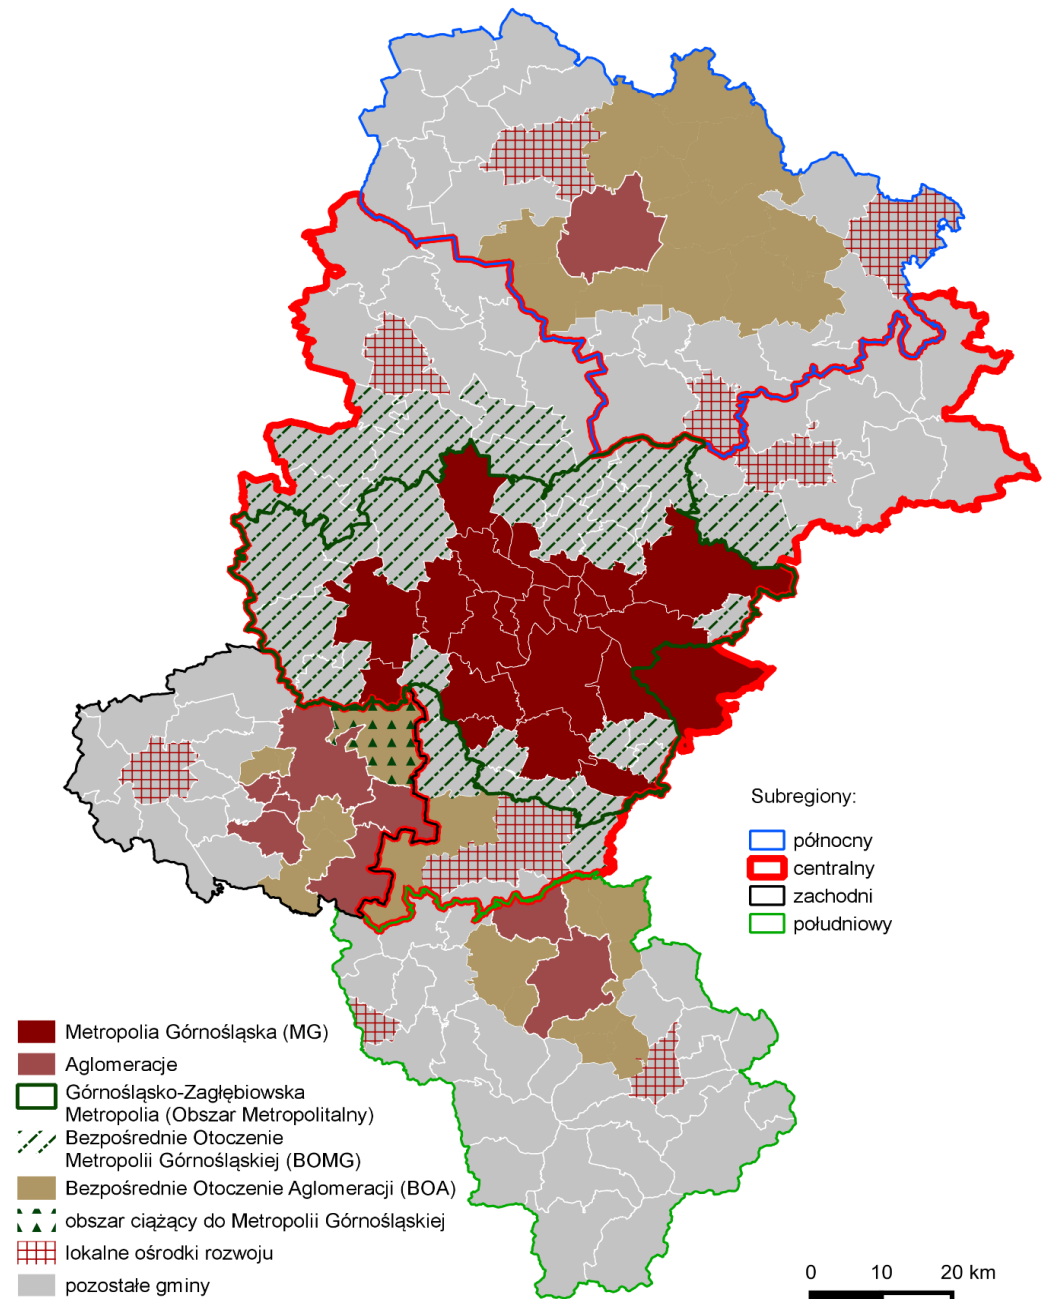 Subregiony:
północny
centralny
zachodni
południowy
Metropolia Górnośląska (MG)
Aglomeracje
Górnośląsko-Zagłębiowska
Metropolia (Obszar Metropolitalny)
Bezpośrednie Otoczenie
Metropolii Górnośląskiej (BOMG)
Bezpośrednie Otoczenie Aglomeracji (BOA)
obszar ciążący do Metropolii Górnośląskiej
lokalne ośrodki rozwoju
pozostałe gminy
0 10 20 km